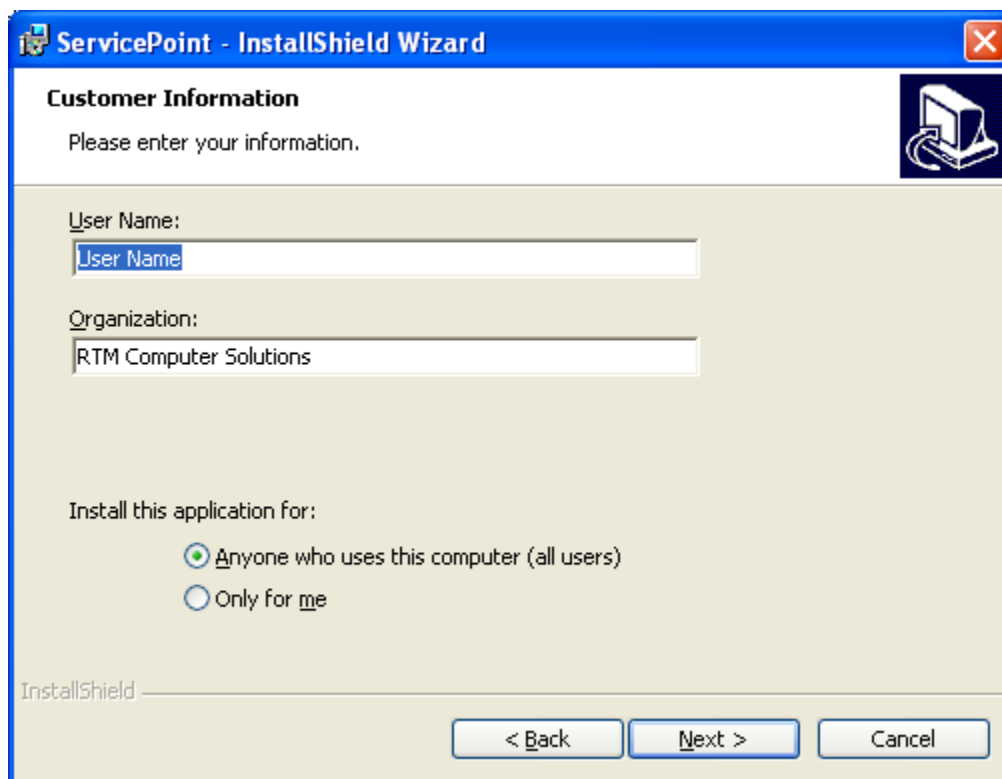 ServicePoint - InstallShield Wizard
Customer Information
Please enter your information.
User Name:
User Name
Organization:
RTM Computer Solutions
Install this application for:
Anyone who uses this computer (all users)
Only for me
InstallShield
< Back Next > Cancel